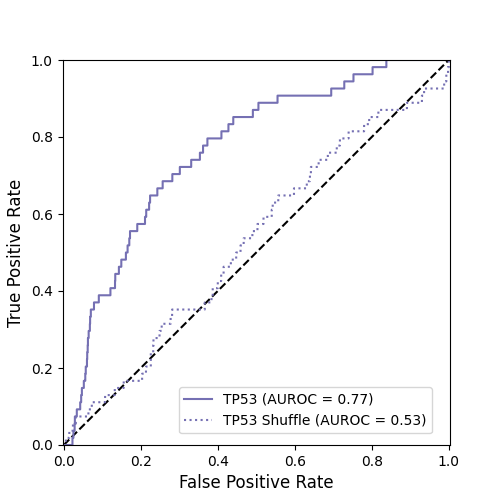 1.0
0.8
0.6
0.4
0.2
0.0
True Positive Rate
TP53 (AUROC = 0.77)
TP53 Shuffle (AUROC = 0.53)
0.0 0.2 0.4 0.6 0.8 1.0
False Positive Rate